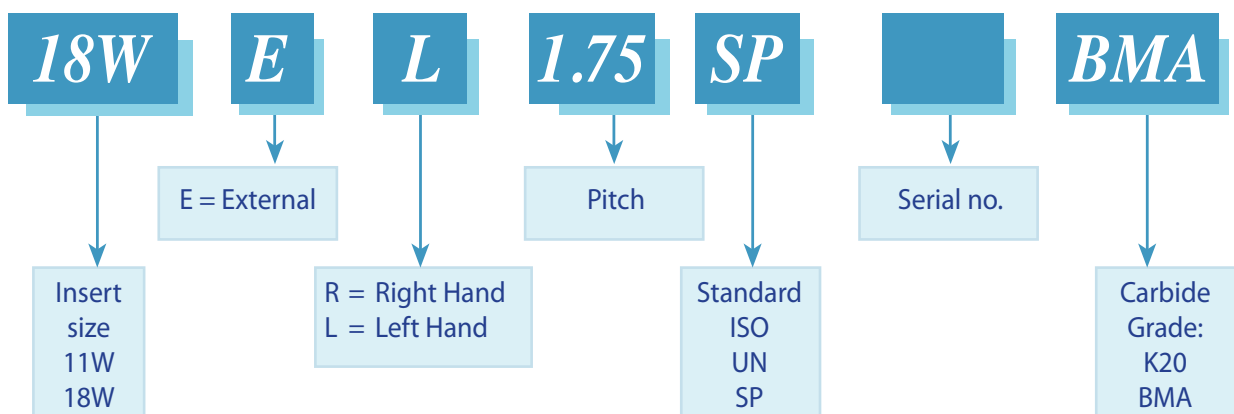 18W E L 1.75 SP BMA
E = External
Pitch
Serial no.
Insert
size
11W
18W
R = Right Hand
L = Left Hand
Standard
ISO
UN
SP
Carbide
Grade:
K20
BMA